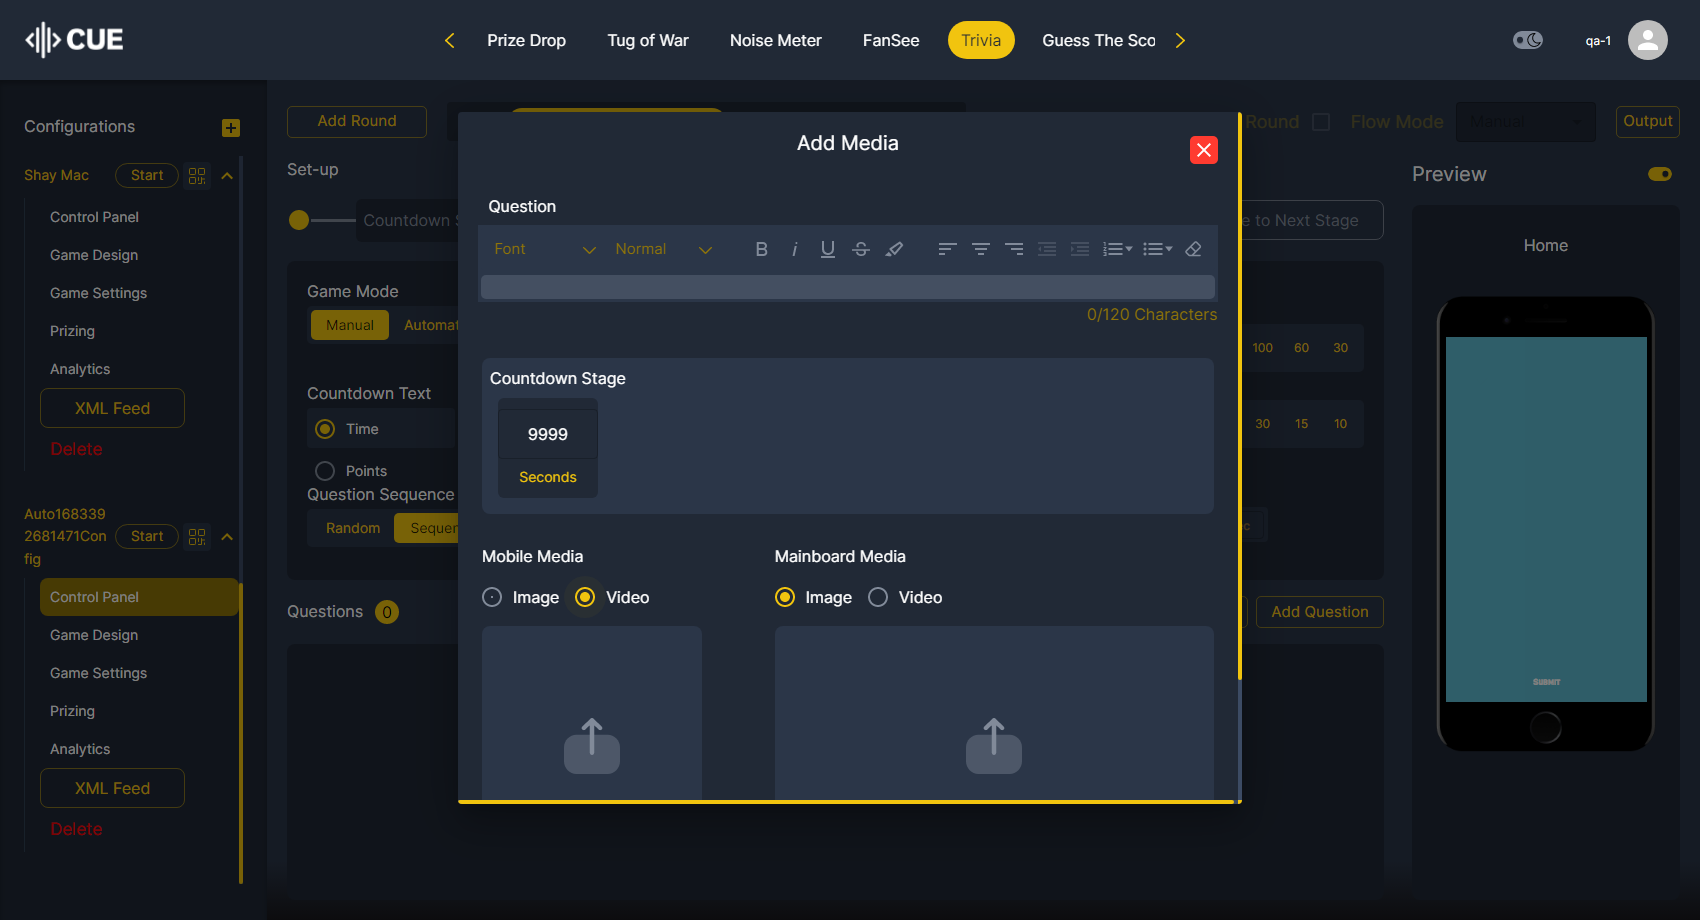 CUE
Prize Drop
Tug of War
Noise Meter
FanSee
Trivia
Guess The Sco
qa-1
Configurations
Shay Mac
Start
Control Panel
Game Design
Game Settings
Prizing
Analytics
XML Feed
Delete
Auto168339
2681471Con
fig
Start
Control Panel
Game Design
Game Settings
Prizing
Analytics
XML Feed
Delete
Add Round
Round
Flow Mode
Manual
Output
Set-up
Countdown S
e to Next Stage
Game Mode
Manual
Automat
100
60
30
Countdown Text
Time
Points
30
15
10
Question Sequence
Random
Sequen
c
Questions
0
Add Question
Add Media
Question
Font
Normal
B
i
U
S
0/120 Characters
Countdown Stage
9999
Seconds
Mobile Media
Image
Video
Mainboard Media
Image
Video
Preview
Home
SUBMIT